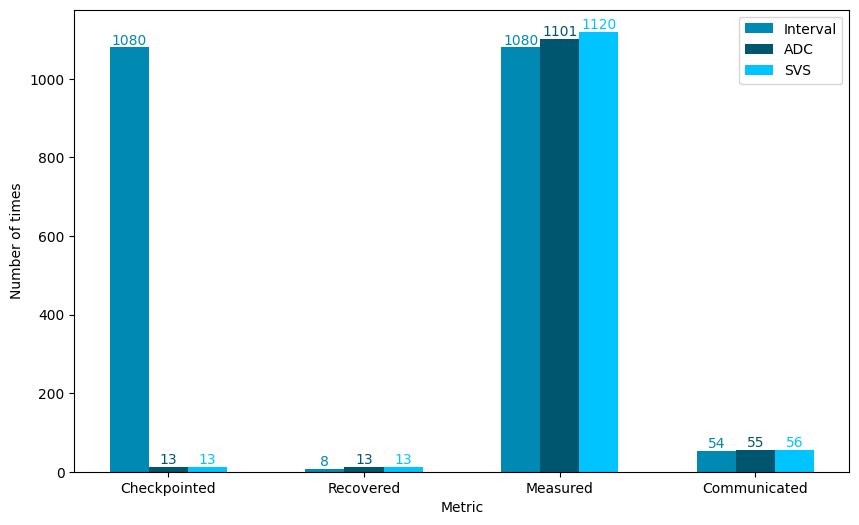 Number of times
1000
800
600
400
200
0
1080
13
13
8
13
13
1080
1101
1120
54
55
56
Interval
ADC
SVS
Checkpointed
Recovered
Measured
Communicated
Metric